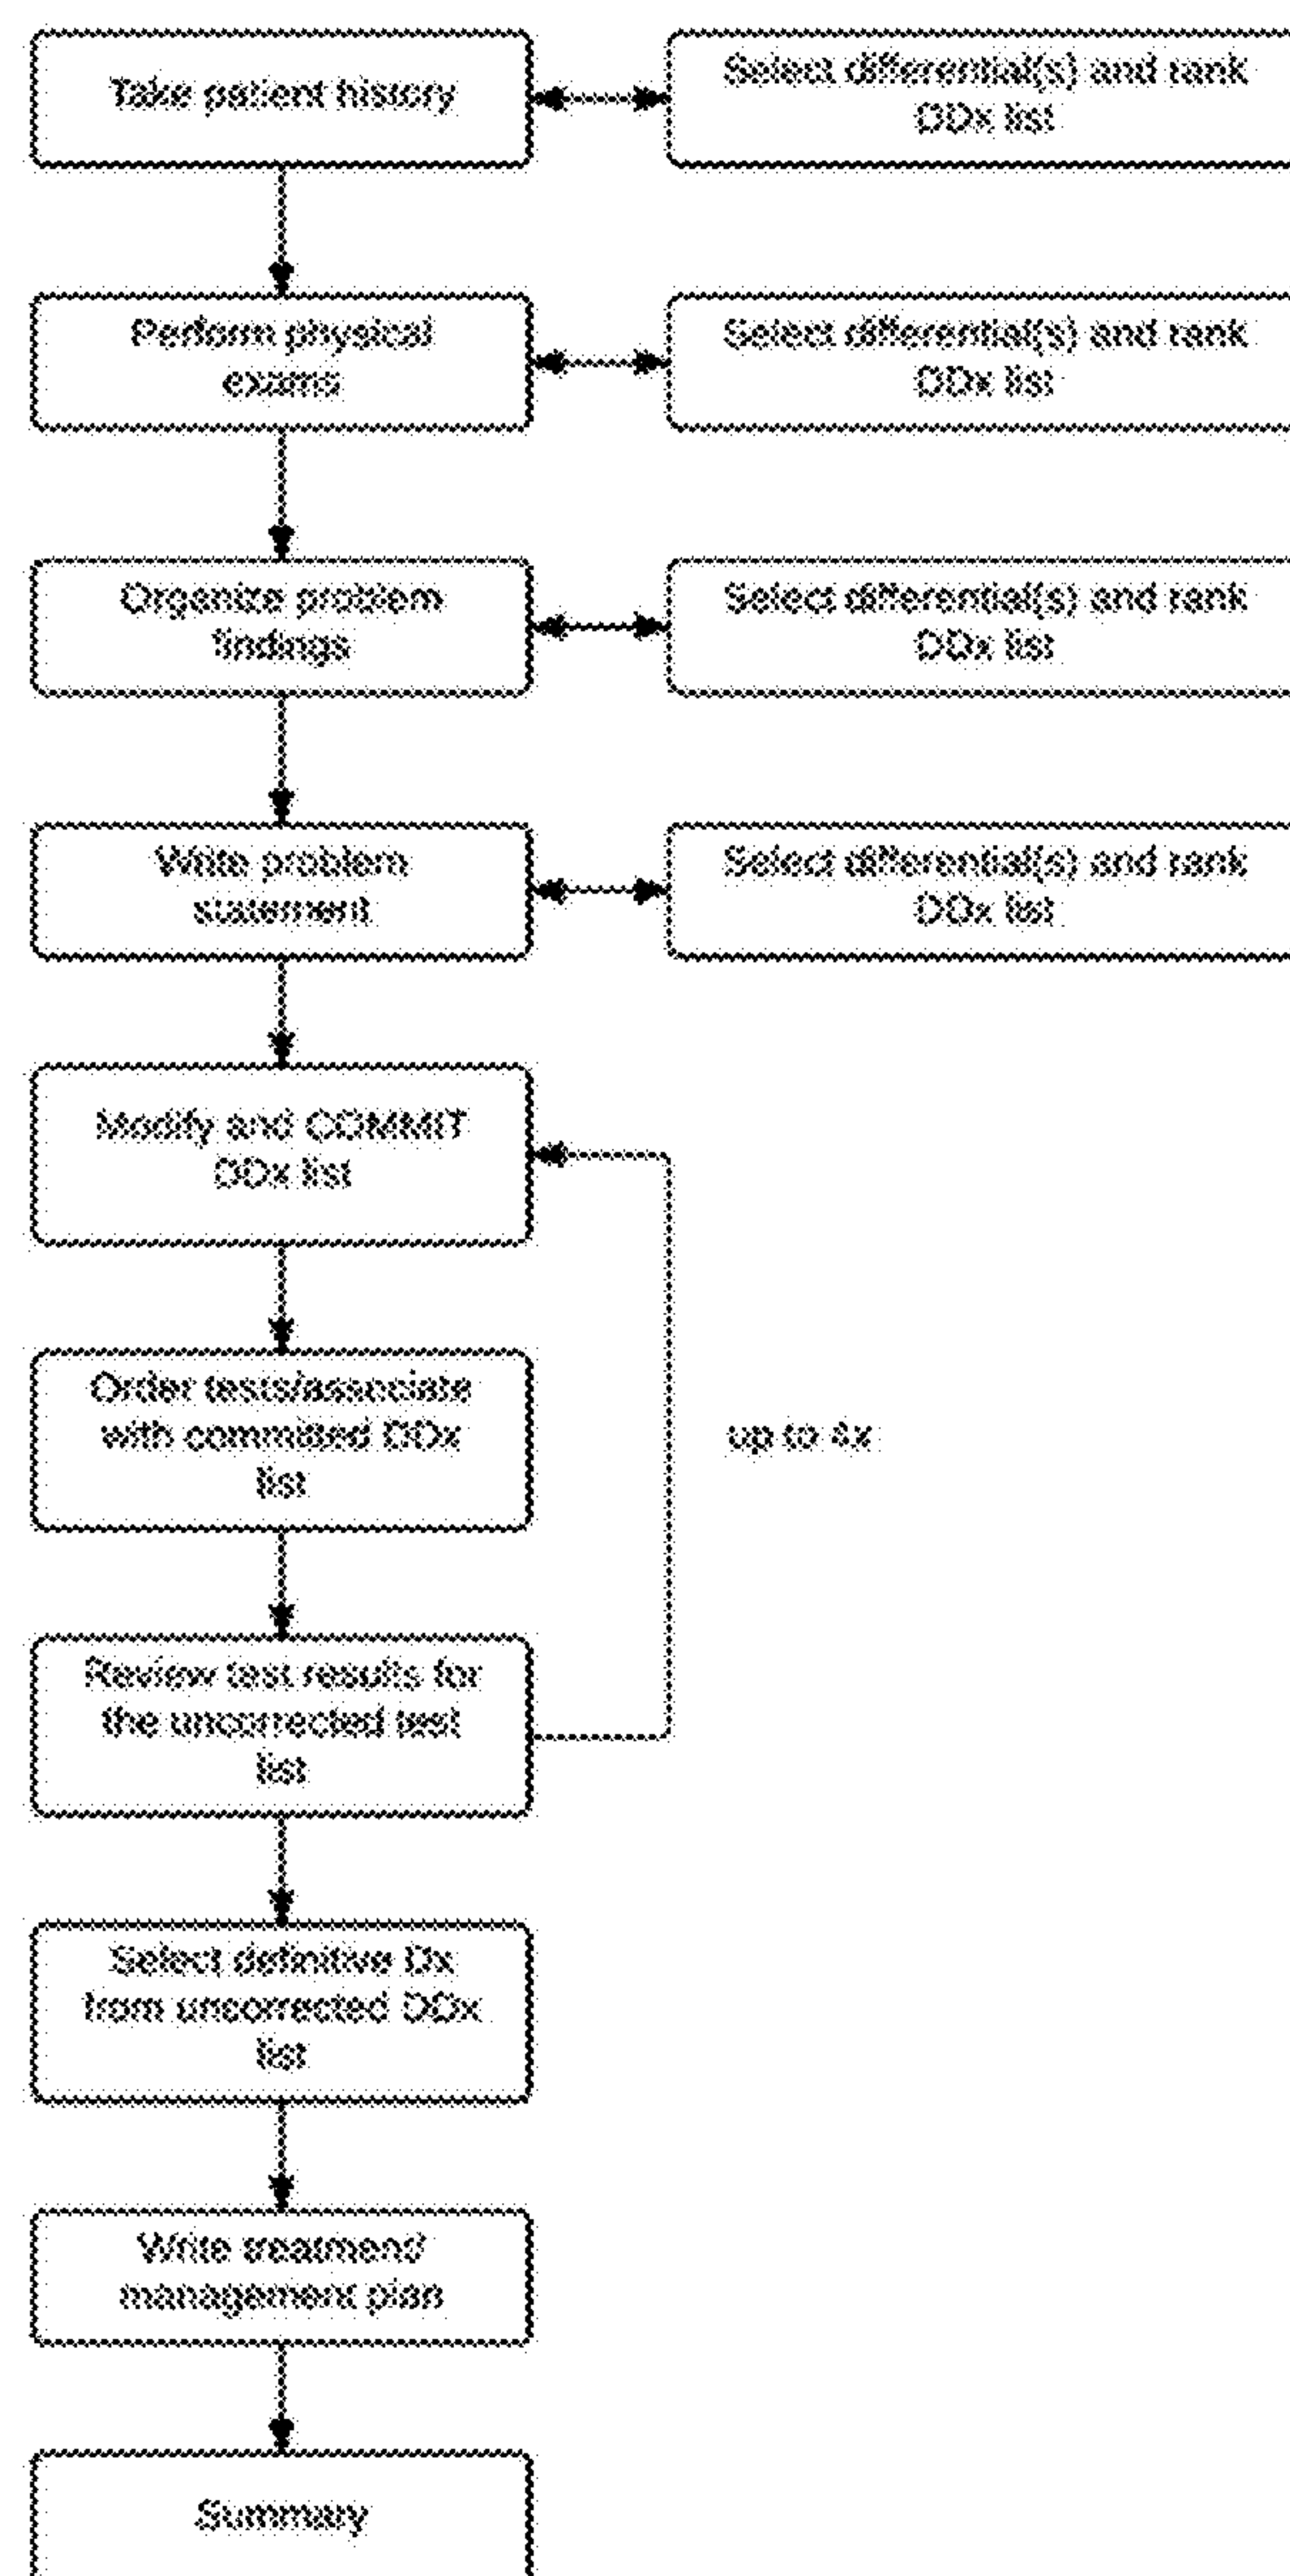 Take patient history
Select differential(s) and rank
DDx list
Perform physical
exams
Select differential(s) and rank
DDx list
Organize problem
findings
Select differential(s) and rank
DDx list
Write problem
statement
Select differential(s) and rank
DDx list
Modify and COMMIT
DDx list
Order tests/associate
with committed DDx
list
up to 4x
Review test results for
the uncorrected test
list
Select definitive Dx
from uncorrected DDx
list
Write treatment/
management plan
Summary